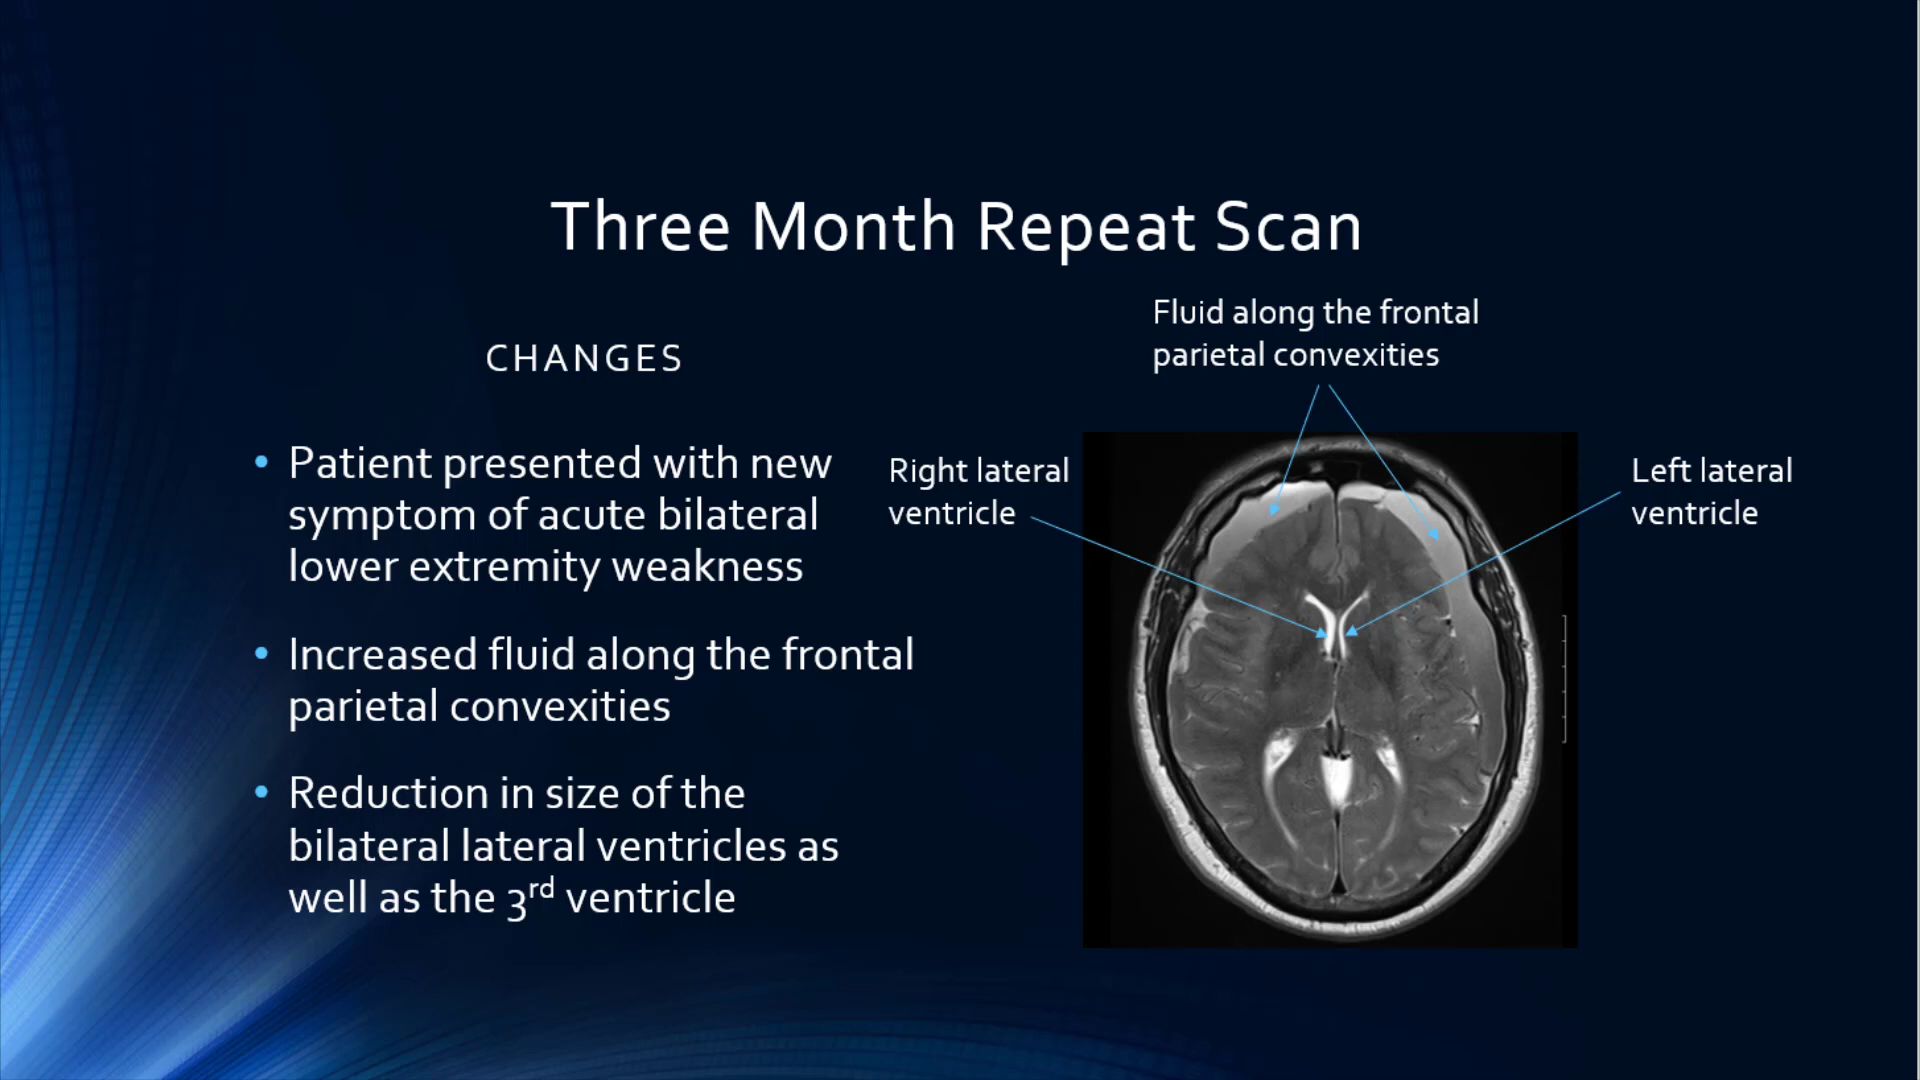 Three Month Repeat Scan
CHANGES
• Patient presented with new
symptom of acute bilateral
lower extremity weakness
• Increased fluid along the frontal
parietal convexities
• Reduction in size of the
bilateral lateral ventricles as
well as the 3rd ventricle
Fluid along the frontal
parietal convexities
Right lateral
ventricle
Left lateral
ventricle